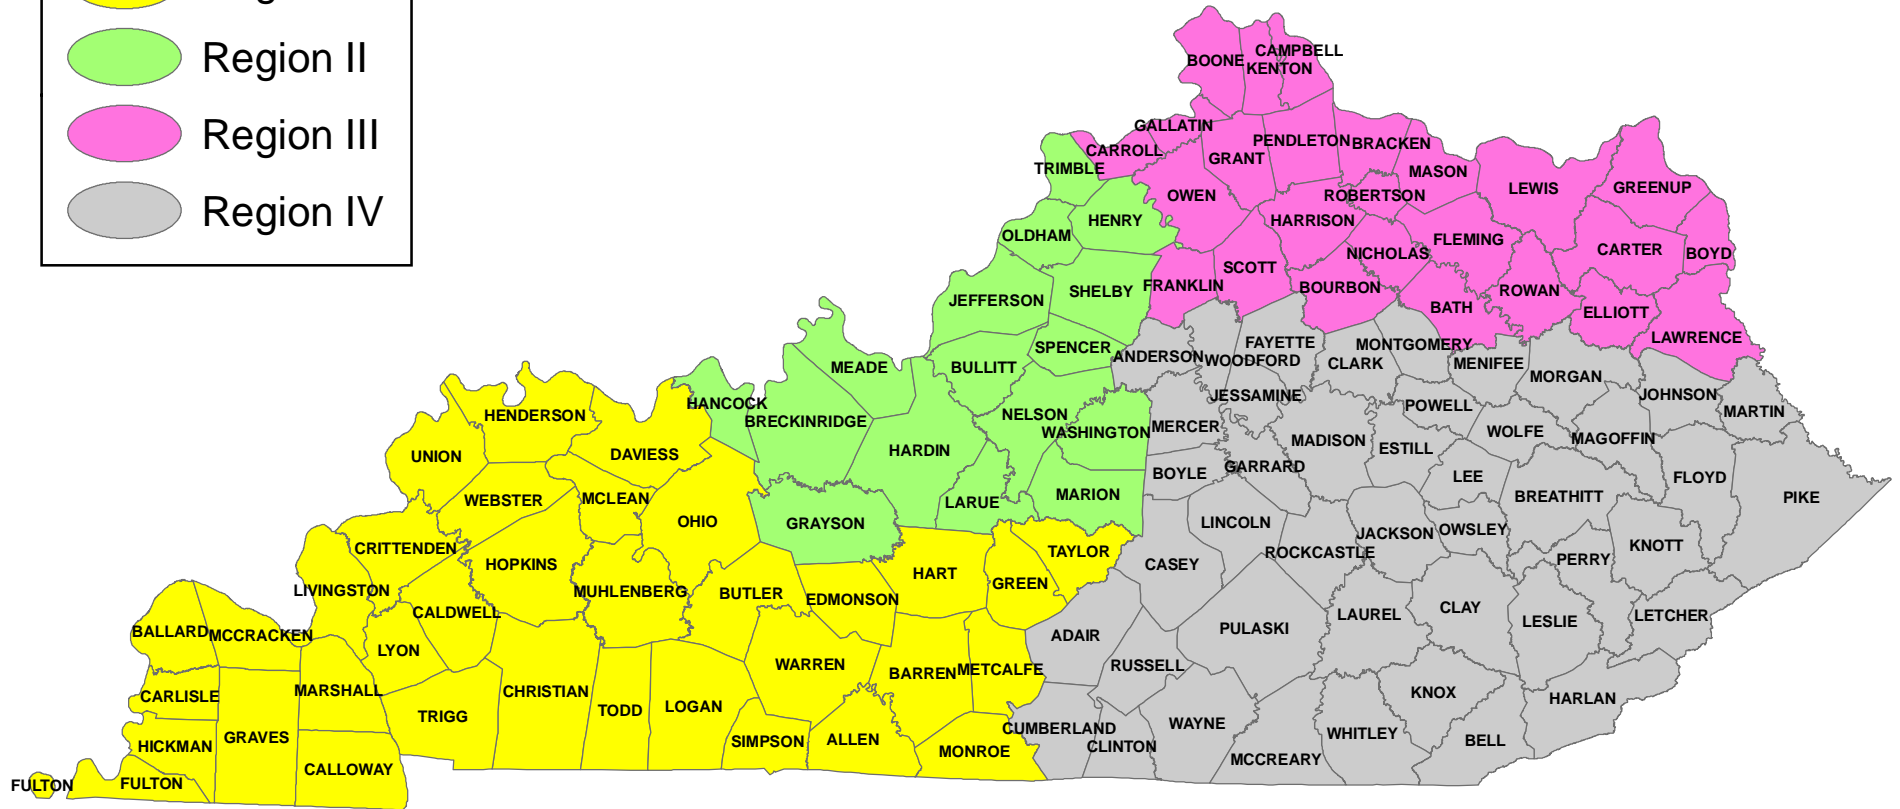 Region II
Region III
Region IV
BOONE
CAMPBELL
KENTON
GALLATIN
CARROLL
GRANT
PENDLETON
BRACKEN
MASON
TRIMBLE
OWEN
ROBERTSON
LEWIS
GREENUP
HENRY
HARRISON
OLDHAM
FLEMING
NICHOLAS
CARTER
BOYD
JEFFERSON
SHELBY
FRANKLIN
SCOTT
BOURBON
BATH
ROWAN
ELLIOTT
LAWRENCE
MEADE
BULLITT
SPENCER
ANDERSON
WOODFORD
FAYETTE
CLARK
MONTGOMERY
MENIFEE
MORGAN
JOHNSON
MARTIN
HENDERSON
HANCOCK
BRECKINRIDGE
NELSON
WASHINGTON
MERCER
JESSAMINE
MADISON
POWELL
ESTILL
WOLFE
MAGOFFIN
UNION
DAVIESS
HARDIN
BOYLE
GARRARD
LEE
BREATHITT
FLOYD
PIKE
WEBSTER
MCLEAN
OHIO
GRAYSON
LARUE
MARION
LINCOLN
ROCKCASTLE
JACKSON
OWSLEY
PERRY
KNOTT
CRITTENDEN
HOPKINS
LIVINGSTON
MUHLENBERG
BUTLER
EDMONSON
HART
GREEN
TAYLOR
CASEY
CALDWELL
BALLARD
MCCRACKEN
LYON
ADAIR
PULASKI
LAUREL
CLAY
LESLIE
LETCHER
WARREN
BARREN
METCALFE
RUSSELL
CARLISLE
MARSHALL
TRIGG
CHRISTIAN
TODD
LOGAN
KNOX
HARLAN
HICKMAN
GRAVES
SIMPSON
ALLEN
MONROE
CUMBERLAND
CLINTON
WAYNE
MCCREARY
WHITLEY
BELL
FULTON
FULTON
CALLOWAY